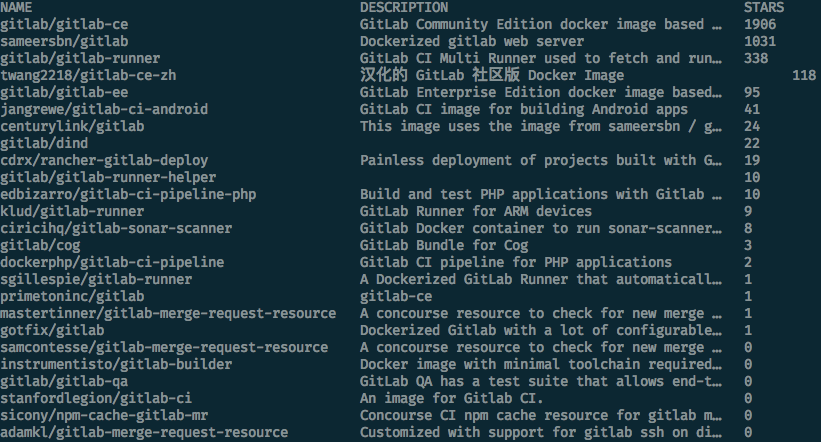 NAME DESCRIPTION STARS
gitlab/gitlab-ce GitLab Community Edition docker image based … 1906
sameersbn/gitlab Dockerized gitlab web server 1031
gitlab/gitlab-runner GitLab CI Multi Runner used to fetch and run… 338
twang2218/gitlab-ce-zh 汉化的 GitLab 社区版 Docker Image 118
gitlab/gitlab-ee GitLab Enterprise Edition docker image based… 95
jangrewe/gitlab-ci-android GitLab CI image for building Android apps 41
centurylink/gitlab This image uses the image from sameersbn / g… 24
gitlab/dind 22
cdrx/rancher-gitlab-deploy Painless deployment of projects built with G… 19
gitlab/gitlab-runner-helper 10
edbizarro/gitlab-ci-pipeline-php Build and test PHP applications with Gitlab … 10
klud/gitlab-runner GitLab Runner for ARM devices 9
ciricihq/gitlab-sonar-scanner GitLab Docker container to run sonar-scanner… 8
gitlab/cog GitLab Bundle for Cog 3
dockerphp/gitlab-ci-pipeline GitLab CI pipeline for PHP applications 2
sgillespie/gitlab-runner A Dockerized GitLab Runner that automaticall… 1
primetoninc/gitlab gitlab-ce 1
mastertinner/gitlab-merge-request-resource A concourse resource to check for new merge … 1
gotfix/gitlab Dockerized Gitlab with a lot of configurable… 1
samcontesse/gitlab-merge-request-resource A concourse resource to check for new merge … 0
instrumentisto/gitlab-builder Docker image with minimal toolchain required… 0
gitlab/gitlab-qa GitLab QA has a test suite that allows end-t… 0
stanfordlegion/gitlab-ci An image for Gitlab CI. 0
sicony/npm-cache-gitlab-mr Concourse CI npm cache resource for gitlab m… 0
adamkl/gitlab-merge-request-resource Customized with support for gitlab ssh on di… 0